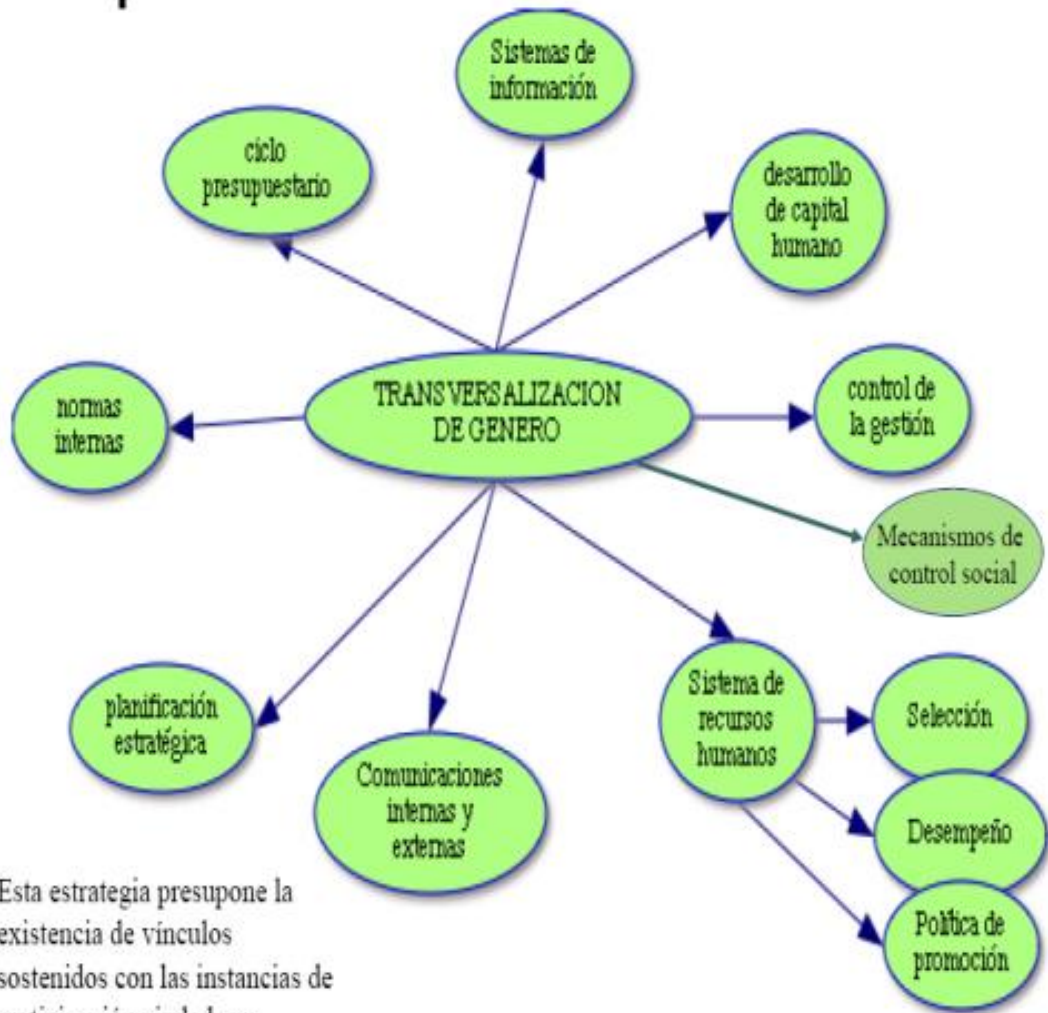 Sistemas de
información
ciclo
presupuestario
desarrollo
de capital
humano
TRANSVERSALIZACION
DE GENERO
normas
internas
control de
la gestión
Mecanismos de
control social
planificación
estratégica
Comunicaciones
internas y
externas
Sistema de
recursos
humanos
Selección
Desempeño
Política de
promoción
Esta estrategia presupone la
existencia de vínculos
sostenidos con las instancias de